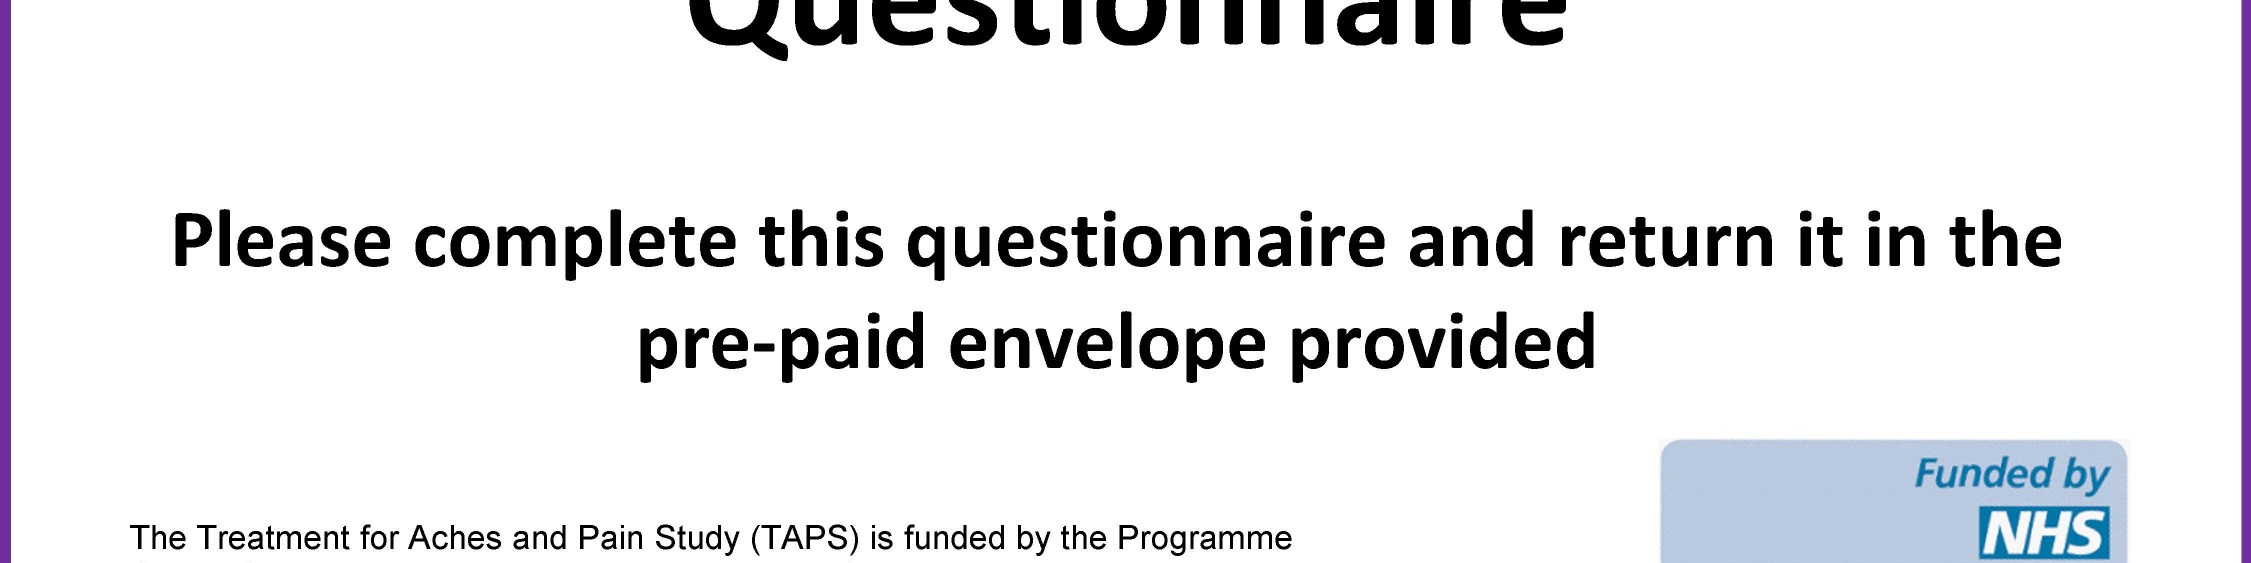 Questionnaire
Please complete this questionnaire and return it in the
pre-paid envelope provided
Funded by
NHS
The Treatment for Aches and Pain Study (TAPS) is funded by the Programme